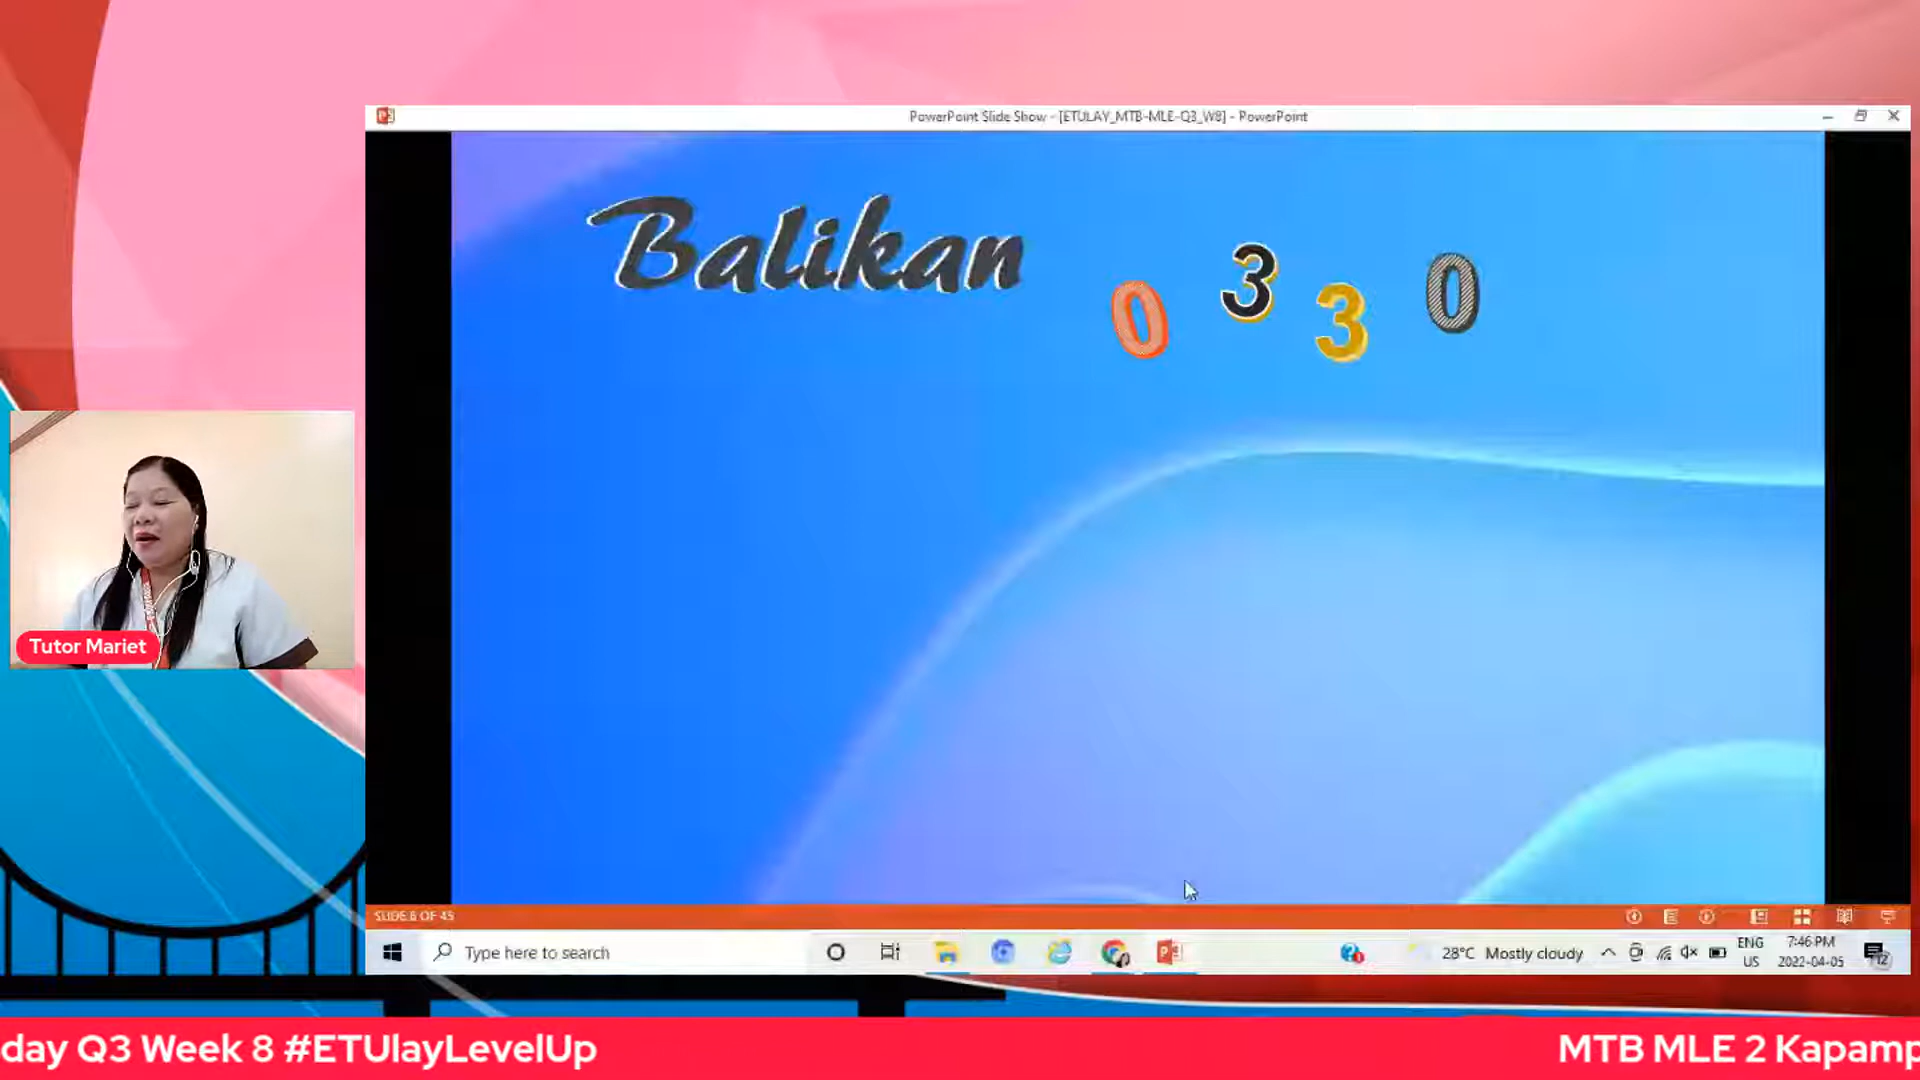 PowerPoint Slide Show - [ETULAY_MTB-MLE-Q3_W8] - PowerPoint
Balikan
0 3 3 0
Tutor Mariet
SLIDE 6 OF 45
Type here to search
28°C Mostly cloudy
ENG
US
7:46 PM
2022-04-05
12
day Q3 Week 8 #ETUlayLevelUp
MTB MLE 2 Kapamp